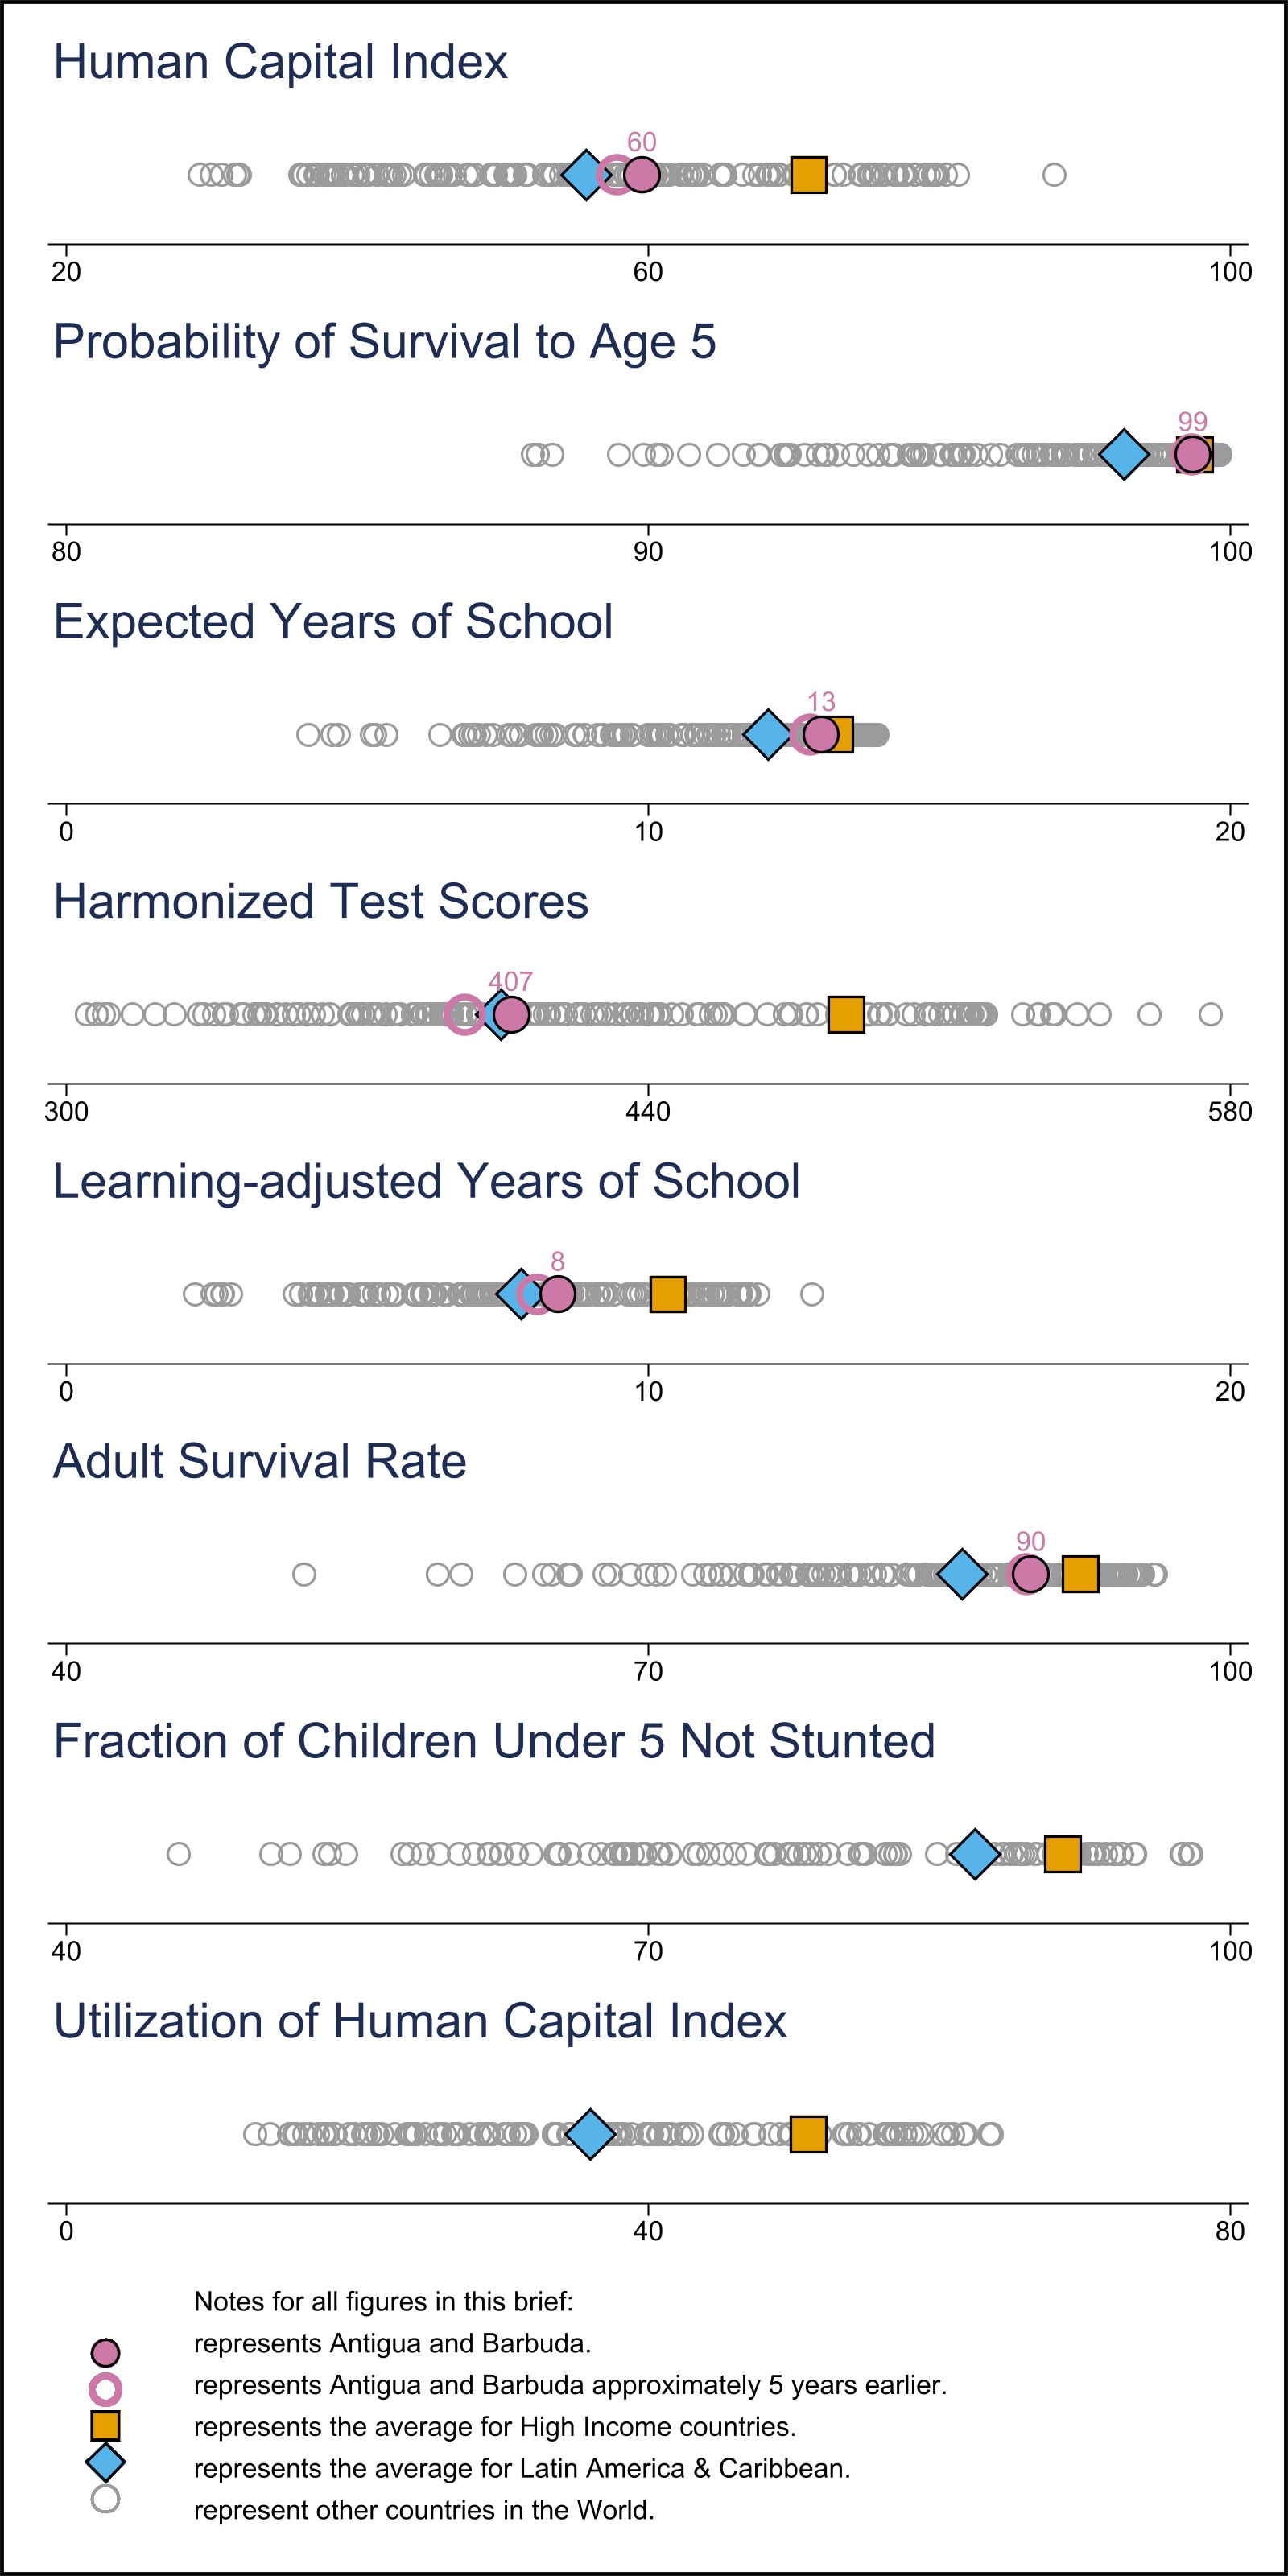 Human Capital Index
60
20 60 100
Probability of Survival to Age 5
99
80 90 100
Expected Years of School
13
0 10 20
Harmonized Test Scores
407
300 440 580
Learning-adjusted Years of School
8
0 10 20
Adult Survival Rate
90
40 70 100
Fraction of Children Under 5 Not Stunted
40 70 100
Utilization of Human Capital Index
0 40 80
Notes for all figures in this brief:
represents Antigua and Barbuda.
represents Antigua and Barbuda approximately 5 years earlier.
represents the average for High Income countries.
represents the average for Latin America & Caribbean.
represent other countries in the World.